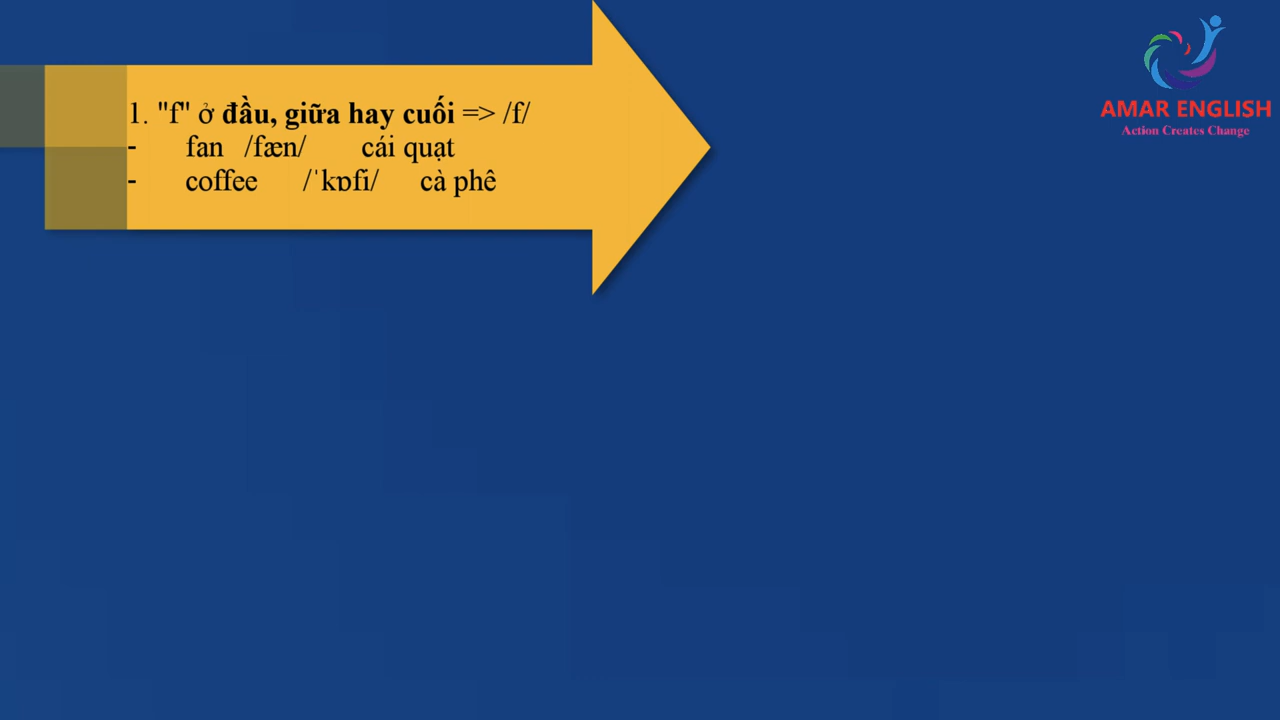 1. "f" ở đầu, giữa hay cuối => /f/
- fan /fæn/ cái quạt
- coffee /ˈkɒfi/ cà phê
AMAR ENGLISH
Action Creates Change